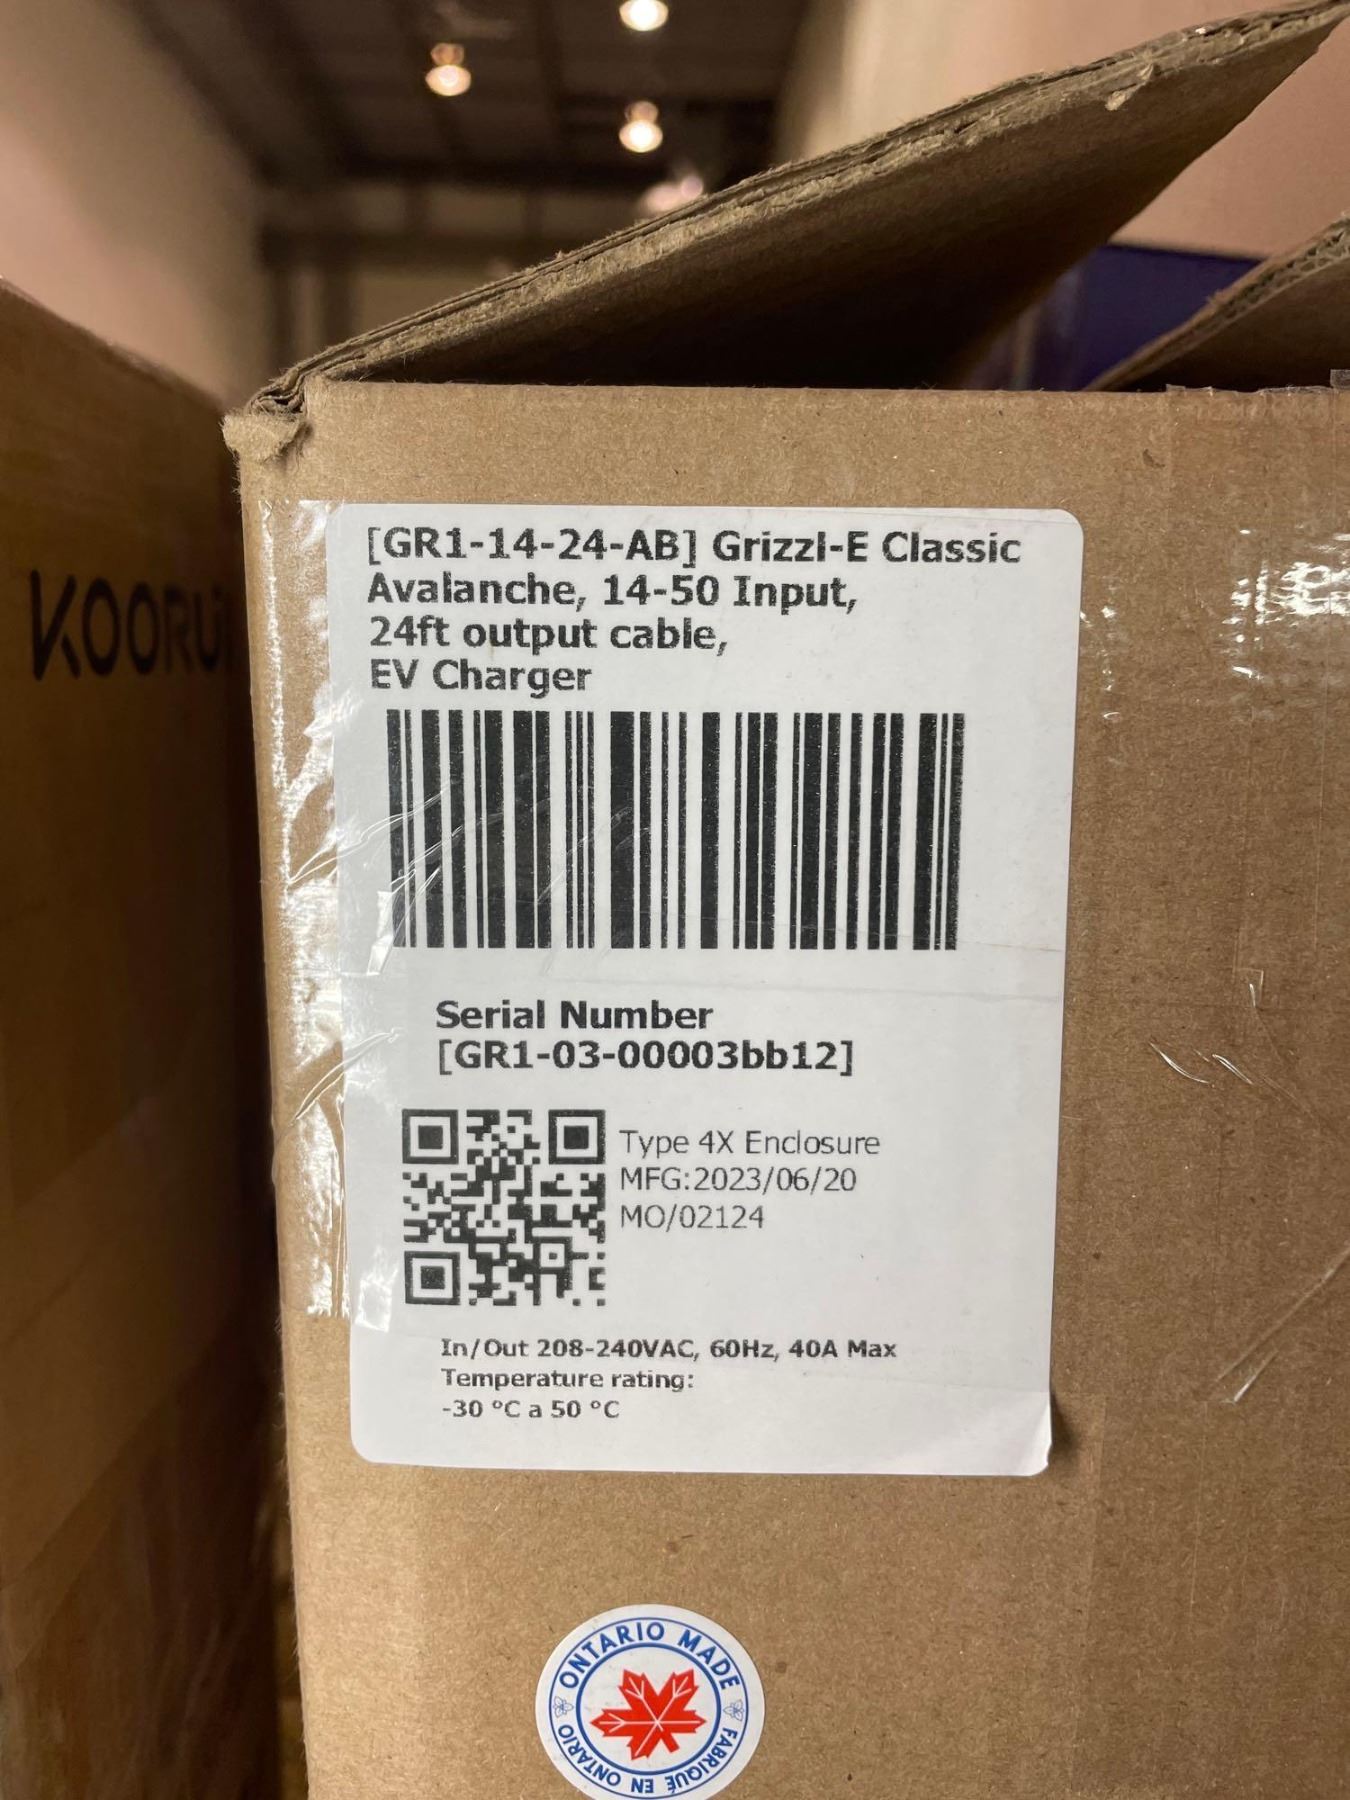 KOORUi
[GR1-14-24-AB] Grizzl-E Classic
Avalanche, 14-50 Input,
24ft output cable,
EV Charger
Serial Number
[GR1-03-00003bb12]
Type 4X Enclosure
MFG:2023/06/20
MO/02124
In/Out 208-240VAC, 60Hz, 40A Max
Temperature rating:
-30 °C a 50 °C
ONTARIO MADE
FABRIQUÉ EN ONTARIO